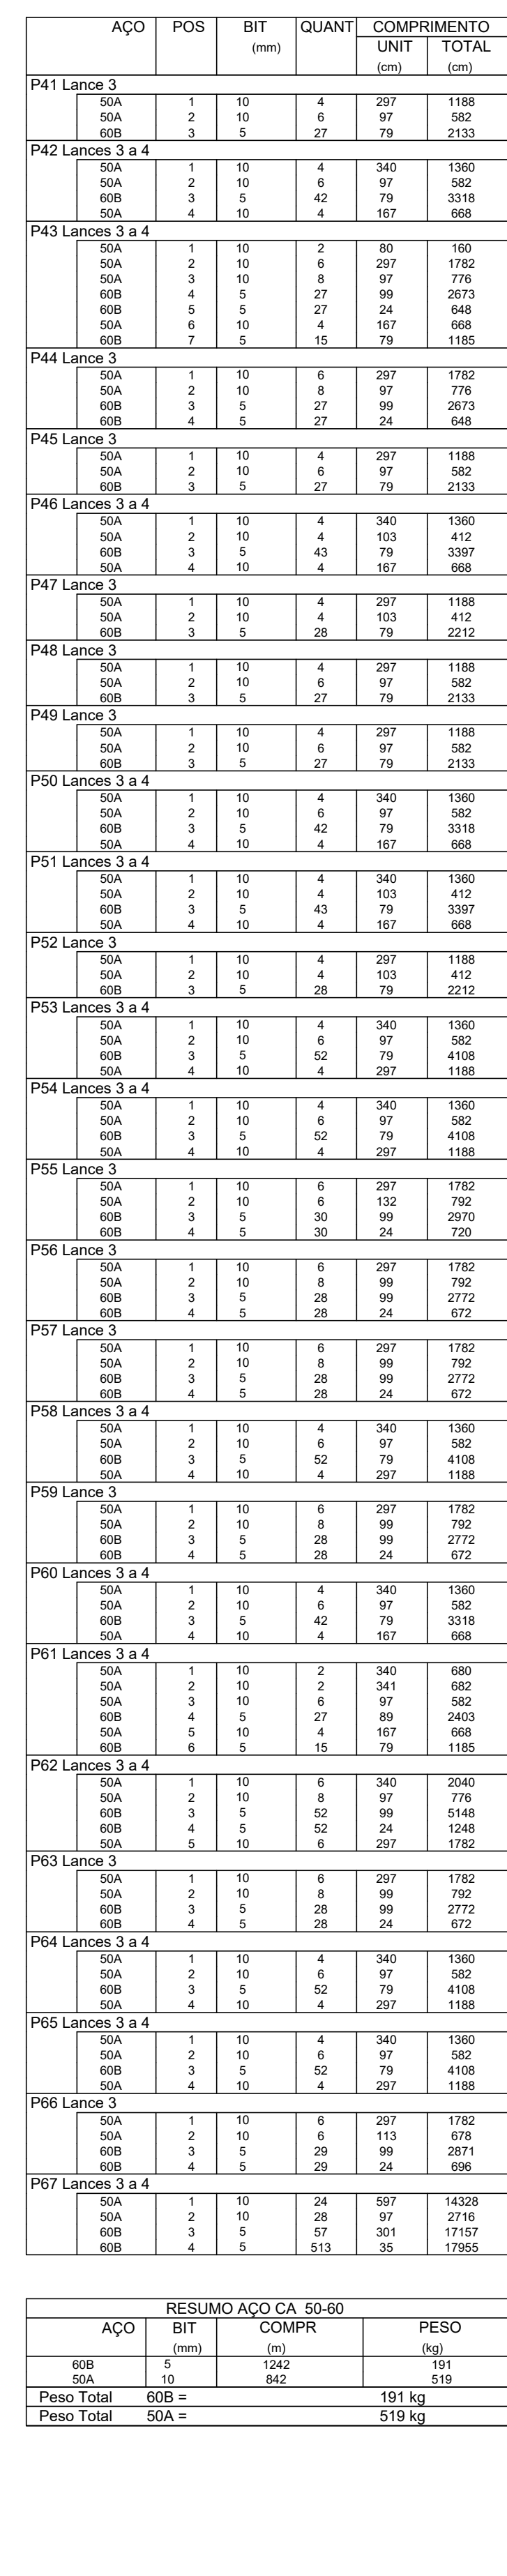 AÇO POS BIT QUANT COMPRIMENTO
(mm) UNIT TOTAL
(cm) (cm)
P41 Lance 3
50A 1 10 4 297 1188
50A 2 10 6 97 582
60B 3 5 27 79 2133
P42 Lances 3 a 4
50A 1 10 4 340 1360
50A 2 10 6 97 582
60B 3 5 42 79 3318
50A 4 10 4 167 668
P43 Lances 3 a 4
50A 1 10 2 80 160
50A 2 10 6 297 1782
50A 3 10 8 97 776
60B 4 5 27 99 2673
60B 5 5 27 24 648
50A 6 10 4 167 668
60B 7 5 15 79 1185
P44 Lance 3
50A 1 10 6 297 1782
50A 2 10 8 97 776
60B 3 5 27 99 2673
60B 4 5 27 24 648
P45 Lance 3
50A 1 10 4 297 1188
50A 2 10 6 97 582
60B 3 5 27 79 2133
P46 Lances 3 a 4
50A 1 10 4 340 1360
50A 2 10 4 103 412
60B 3 5 43 79 3397
50A 4 10 4 167 668
P47 Lance 3
50A 1 10 4 297 1188
50A 2 10 4 103 412
60B 3 5 28 79 2212
P48 Lance 3
50A 1 10 4 297 1188
50A 2 10 6 97 582
60B 3 5 27 79 2133
P49 Lance 3
50A 1 10 4 297 1188
50A 2 10 6 97 582
60B 3 5 27 79 2133
P50 Lances 3 a 4
50A 1 10 4 340 1360
50A 2 10 6 97 582
60B 3 5 42 79 3318
50A 4 10 4 167 668
P51 Lances 3 a 4
50A 1 10 4 340 1360
50A 2 10 4 103 412
60B 3 5 43 79 3397
50A 4 10 4 167 668
P52 Lance 3
50A 1 10 4 297 1188
50A 2 10 4 103 412
60B 3 5 28 79 2212
P53 Lances 3 a 4
50A 1 10 4 340 1360
50A 2 10 6 97 582
60B 3 5 52 79 4108
50A 4 10 4 297 1188
P54 Lances 3 a 4
50A 1 10 4 340 1360
50A 2 10 6 97 582
60B 3 5 52 79 4108
50A 4 10 4 297 1188
P55 Lance 3
50A 1 10 6 297 1782
50A 2 10 6 132 792
60B 3 5 30 99 2970
60B 4 5 30 24 720
P56 Lance 3
50A 1 10 6 297 1782
50A 2 10 8 99 792
60B 3 5 28 99 2772
60B 4 5 28 24 672
P57 Lance 3
50A 1 10 6 297 1782
50A 2 10 8 99 792
60B 3 5 28 99 2772
60B 4 5 28 24 672
P58 Lances 3 a 4
50A 1 10 4 340 1360
50A 2 10 6 97 582
60B 3 5 52 79 4108
50A 4 10 4 297 1188
P59 Lance 3
50A 1 10 6 297 1782
50A 2 10 8 99 792
60B 3 5 28 99 2772
60B 4 5 28 24 672
P60 Lances 3 a 4
50A 1 10 4 340 1360
50A 2 10 6 97 582
60B 3 5 42 79 3318
50A 4 10 4 167 668
P61 Lances 3 a 4
50A 1 10 2 340 680
50A 2 10 2 341 682
50A 3 10 6 97 582
60B 4 5 27 89 2403
50A 5 10 4 167 668
60B 6 5 15 79 1185
P62 Lances 3 a 4
50A 1 10 6 340 2040
50A 2 10 8 97 776
60B 3 5 52 99 5148
60B 4 5 52 24 1248
50A 5 10 6 297 1782
P63 Lance 3
50A 1 10 6 297 1782
50A 2 10 8 99 792
60B 3 5 28 99 2772
60B 4 5 28 24 672
P64 Lances 3 a 4
50A 1 10 4 340 1360
50A 2 10 6 97 582
60B 3 5 52 79 4108
50A 4 10 4 297 1188
P65 Lances 3 a 4
50A 1 10 4 340 1360
50A 2 10 6 97 582
60B 3 5 52 79 4108
50A 4 10 4 297 1188
P66 Lance 3
50A 1 10 6 297 1782
50A 2 10 6 113 678
60B 3 5 29 99 2871
60B 4 5 29 24 696
P67 Lances 3 a 4
50A 1 10 24 597 14328
50A 2 10 28 97 2716
60B 3 5 57 301 17157
60B 4 5 513 35 17955
RESUMO AÇO CA 50-60
AÇO BIT COMPR PESO
(mm) (m) (kg)
60B 5 1242 191
50A 10 842 519
Peso Total 60B = 191 kg
Peso Total 50A = 519 kg